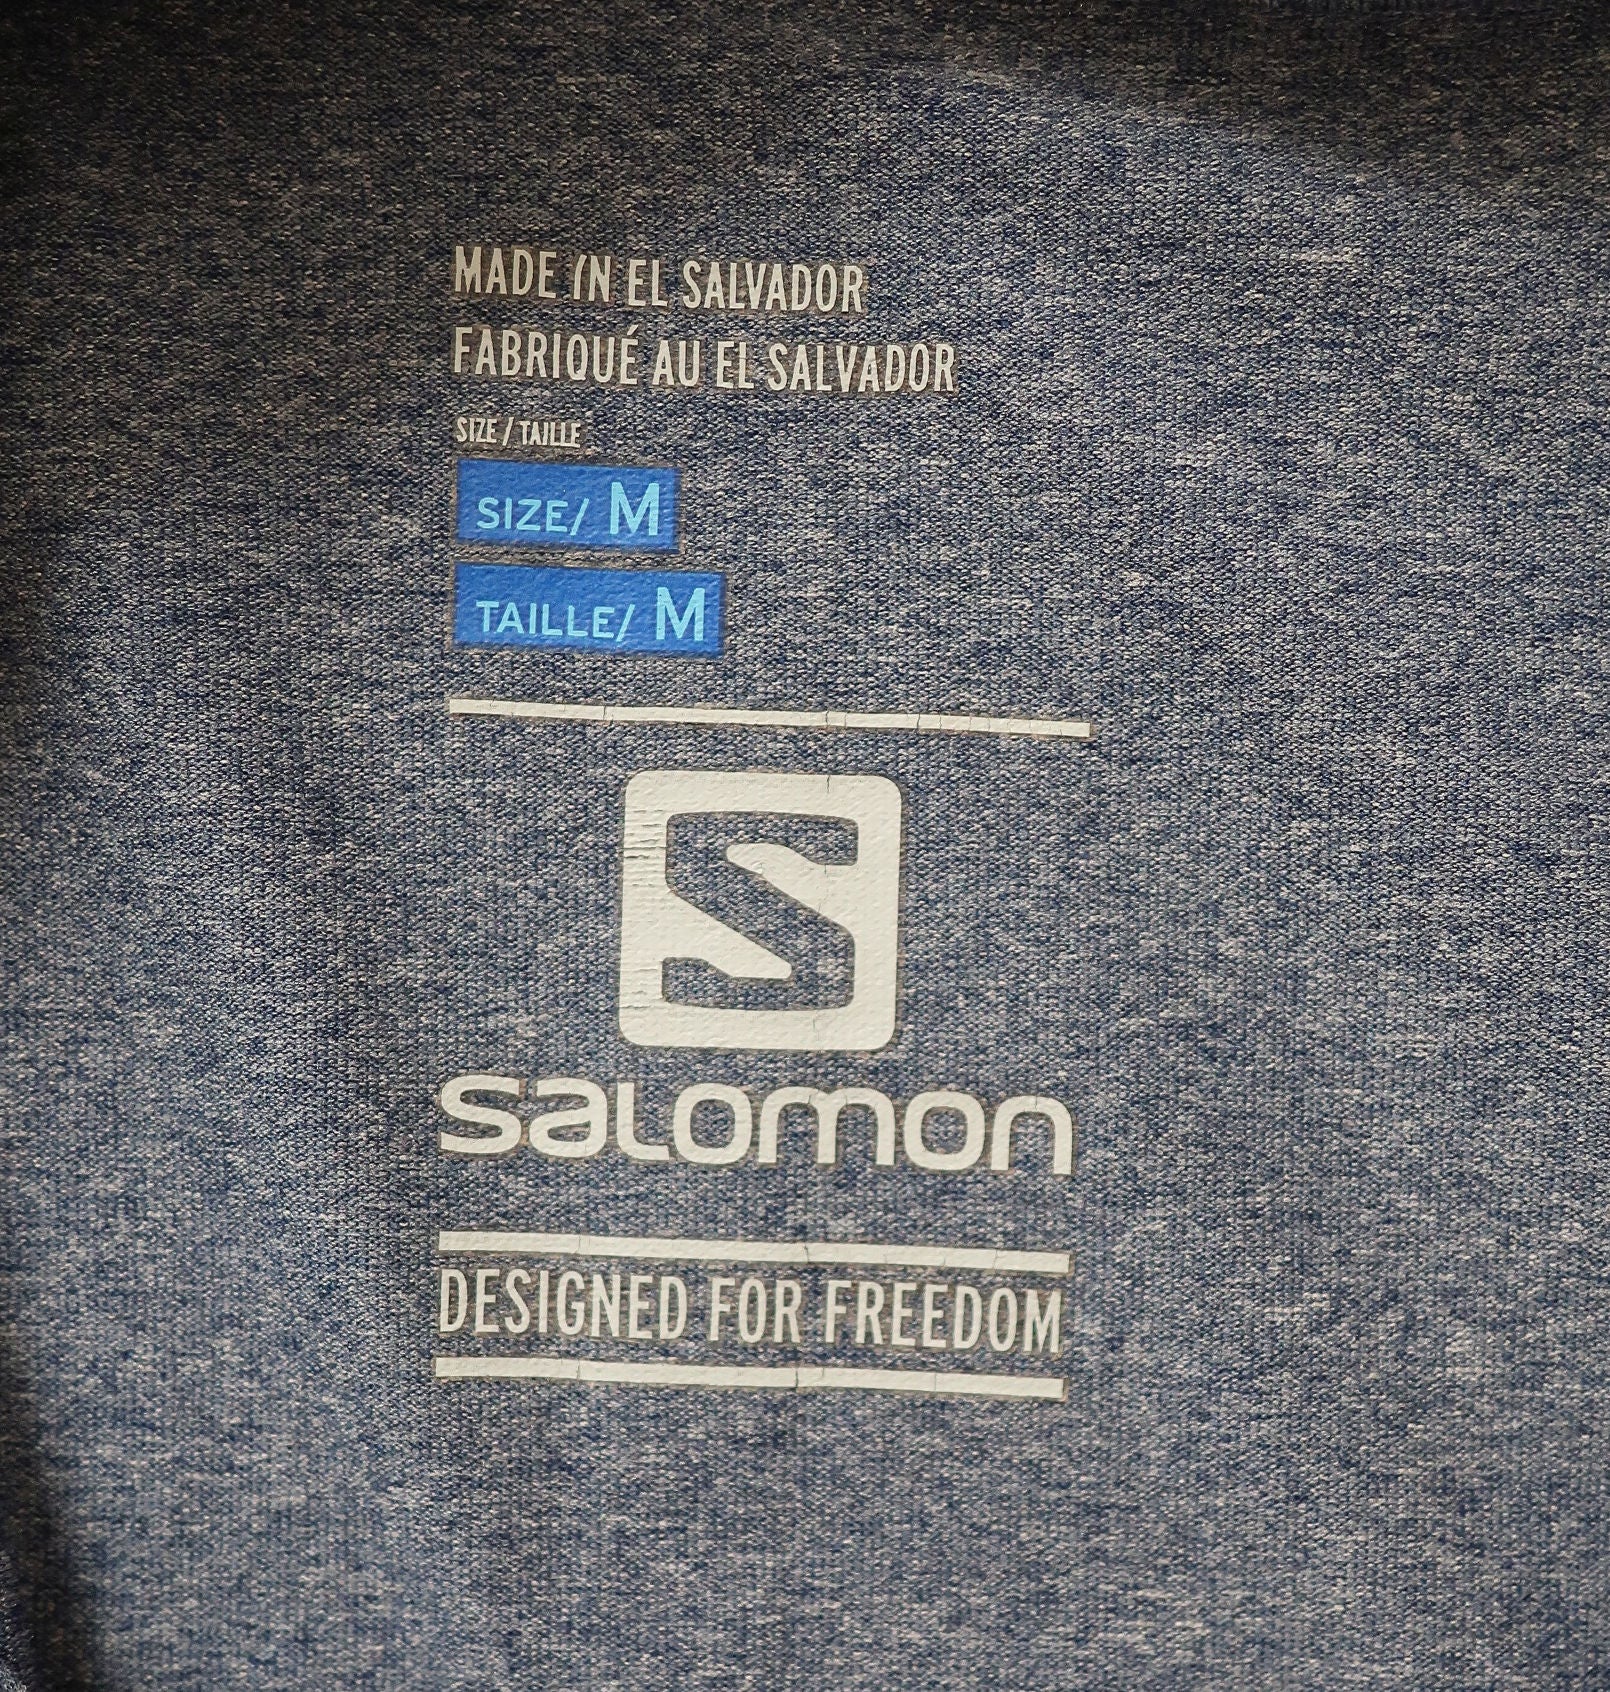 MADE IN EL SALVADOR
FABRIQUÉ AU EL SALVADOR
SIZE / TAILLE
SIZE/ M
TAILLE/ M
S
salomon
DESIGNED FOR FREEDOM